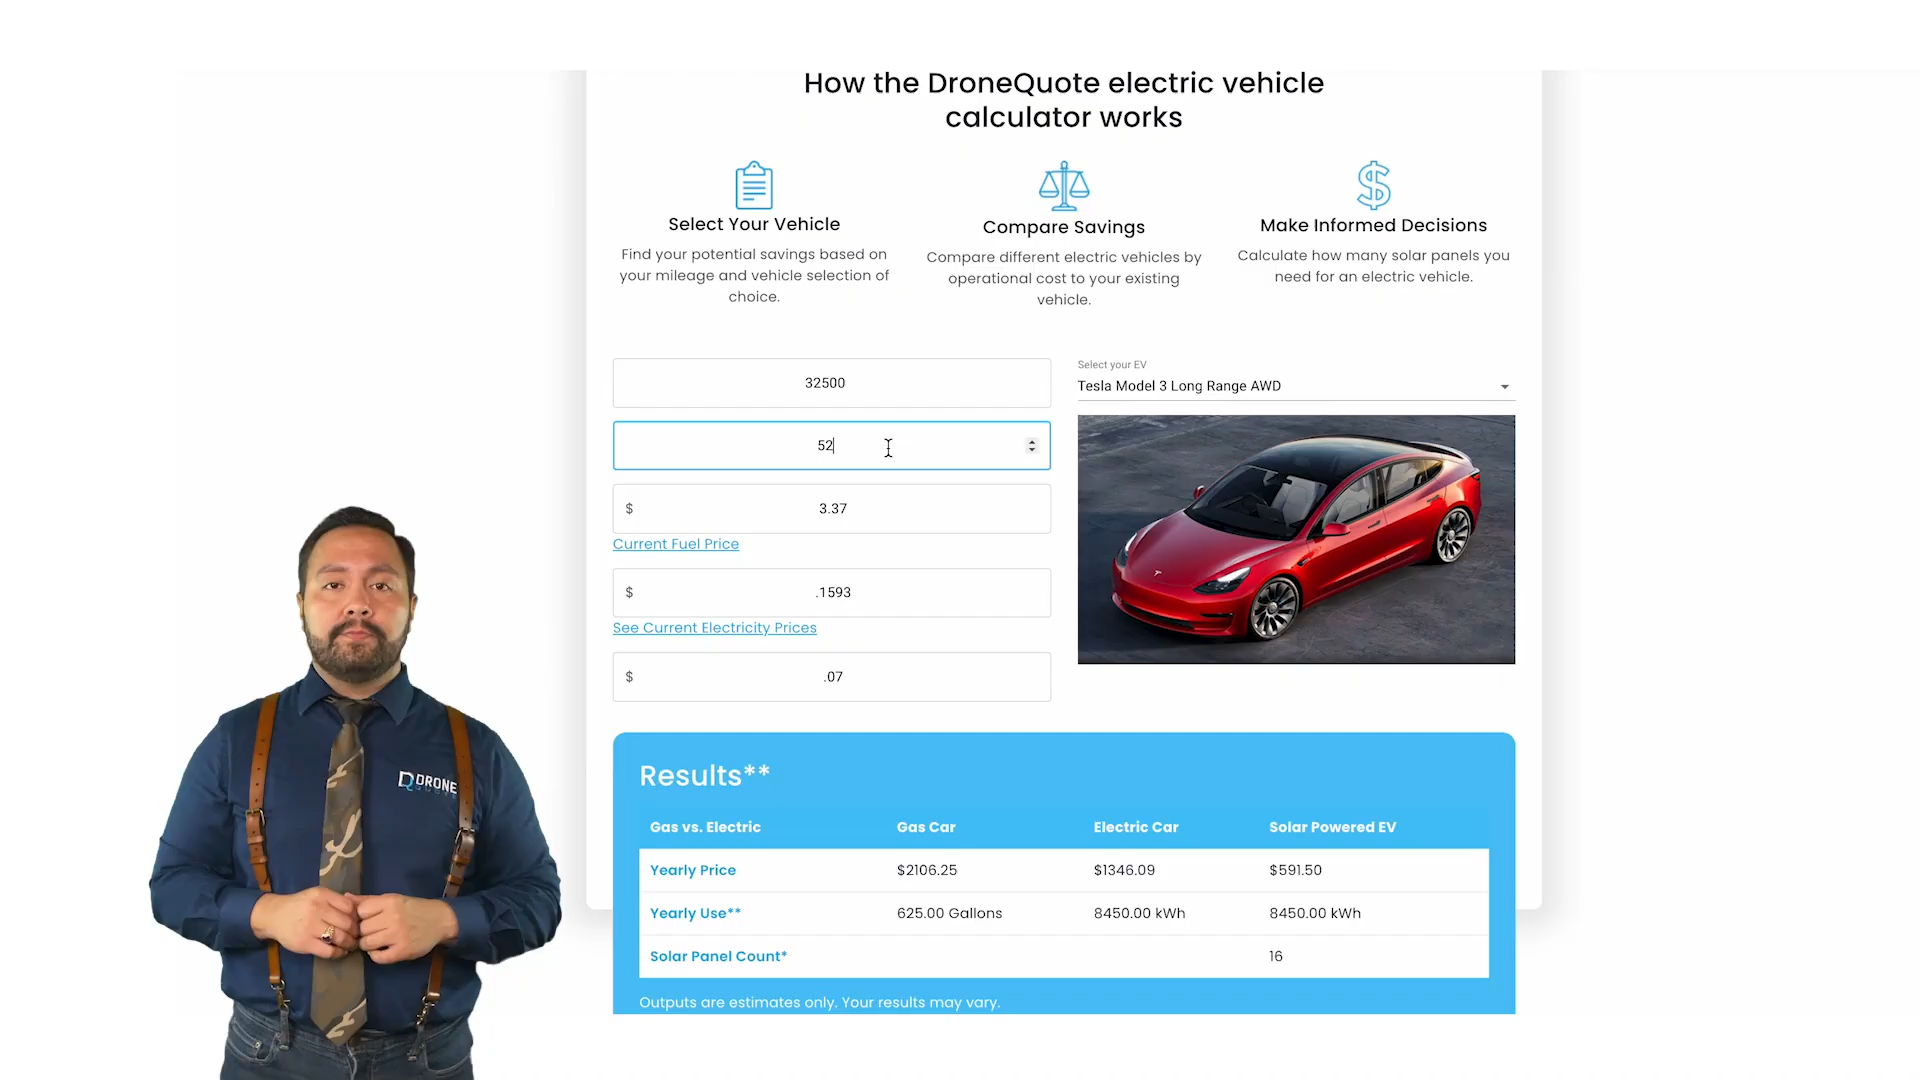 How the DroneQuote electric vehicle
calculator works
Select Your Vehicle
Find your potential savings based on
your mileage and vehicle selection of
choice.
Compare Savings
Compare different electric vehicles by
operational cost to your existing
vehicle.
Make Informed Decisions
Calculate how many solar panels you
need for an electric vehicle.
32500
52
$ 3.37
Current Fuel Price
$ .1593
See Current Electricity Prices
$ .07
Select your EV
Tesla Model 3 Long Range AWD
DRONE
Results**
Gas vs. Electric Gas Car Electric Car Solar Powered EV
Yearly Price $2106.25 $1346.09 $591.50
Yearly Use** 625.00 Gallons 8450.00 kWh 8450.00 kWh
Solar Panel Count* 16
Outputs are estimates only. Your results may vary.